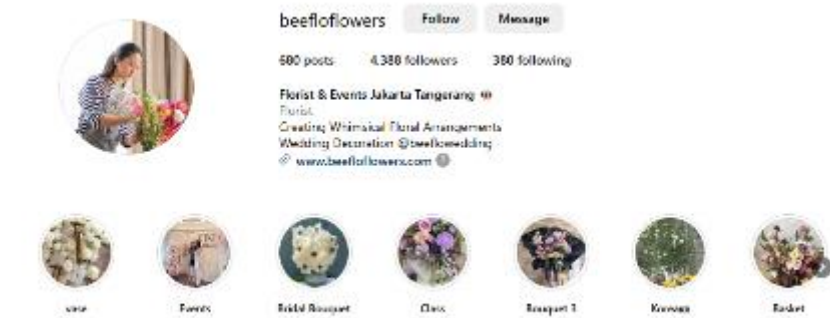 beefloflowers Follow Message
680 posts 4.388 followers 380 following
Florist & Events Jakarta Tangerang
Florist
Creating Whimsical Floral Arrangements
Wedding Decoration @beeflowedding
www.beefloflowers.com
vase Events Bridal Bouquet Class Bouquet 3 Basket